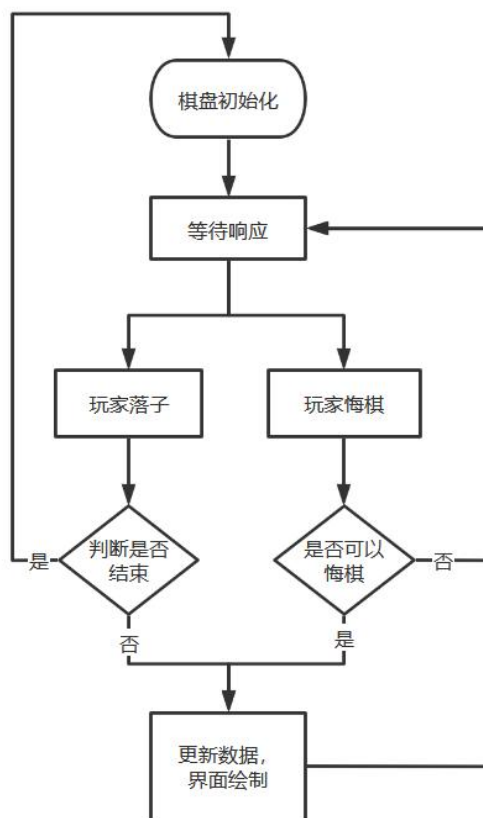 棋盘初始化
等待响应
玩家落子
玩家悔棋
判断是否
结束
是否可以
悔棋
是
否
否
是
更新数据，
界面绘制